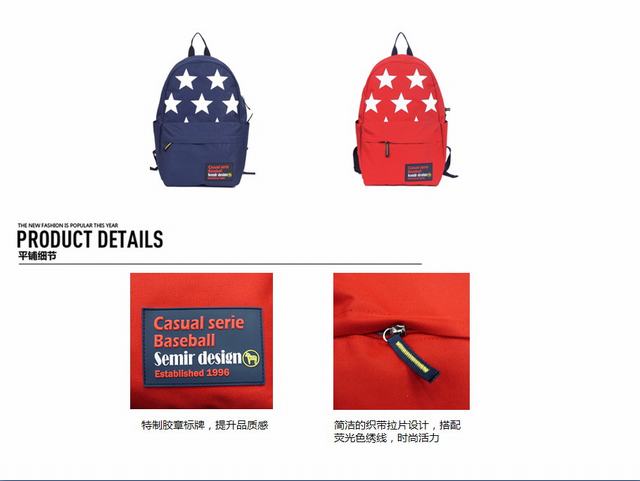 Casual serie
Baseball
Semir design
Casual serie
Baseball
Semir design
THE NEW FASHION IS POPULAR THIS YEAR
PRODUCT DETAILS
平铺细节
Casual serie
Baseball
Semir design
Established 1996
特制胶章标牌，提升品质感
简洁的织带拉片设计，搭配
荧光色绣线，时尚活力